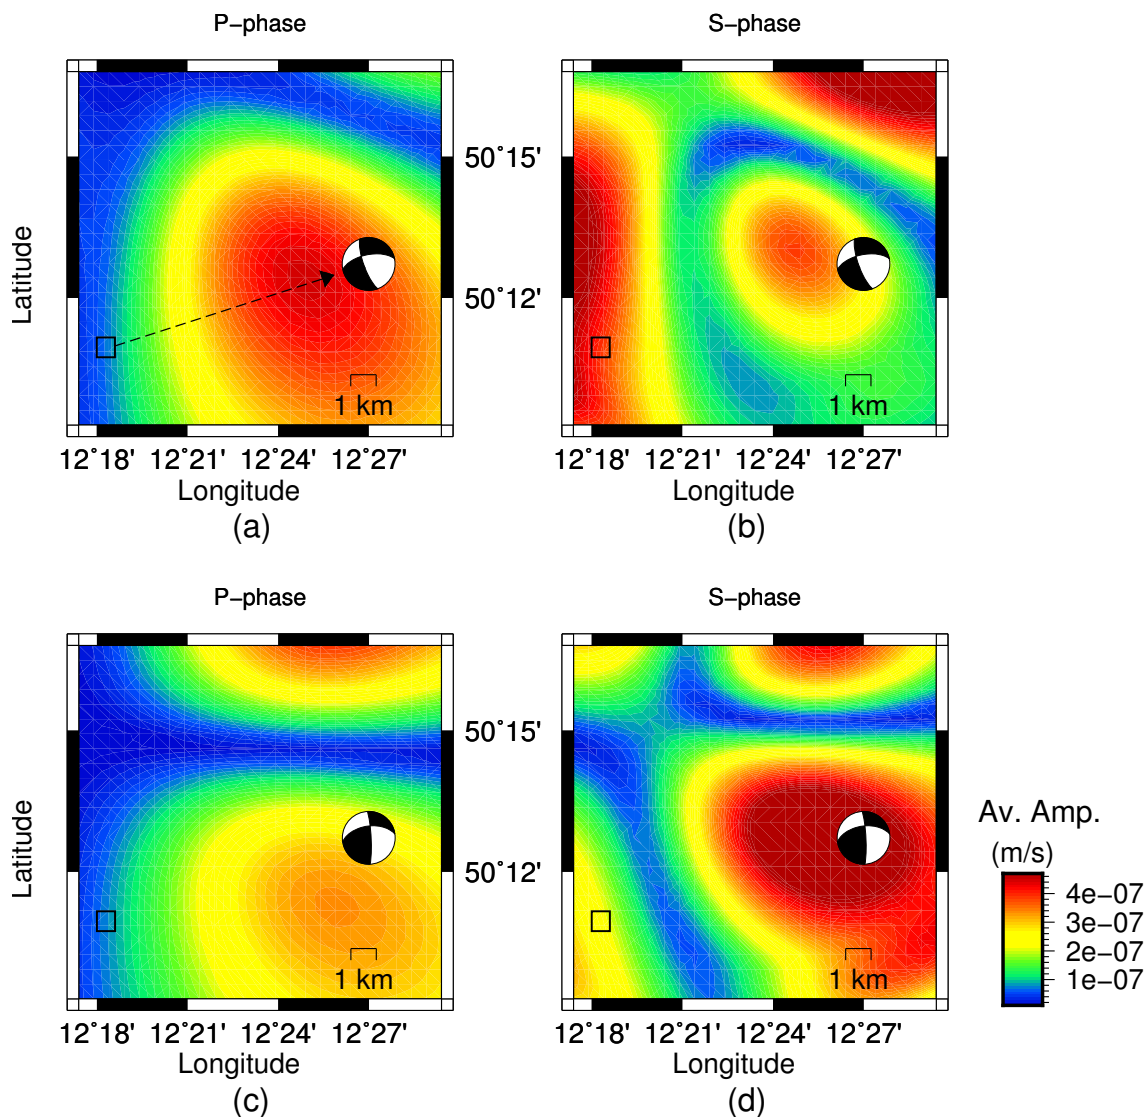 P−phase
S−phase
Latitude
50˚15'
50˚12'
1 km
1 km
12˚18' 12˚21' 12˚24' 12˚27'
12˚18' 12˚21' 12˚24' 12˚27'
Longitude
Longitude
(a)
(b)
P−phase
S−phase
Latitude
50˚15'
50˚12'
1 km
1 km
Av. Amp.
(m/s)
4e−07
3e−07
2e−07
1e−07
12˚18' 12˚21' 12˚24' 12˚27'
12˚18' 12˚21' 12˚24' 12˚27'
Longitude
Longitude
(c)
(d)